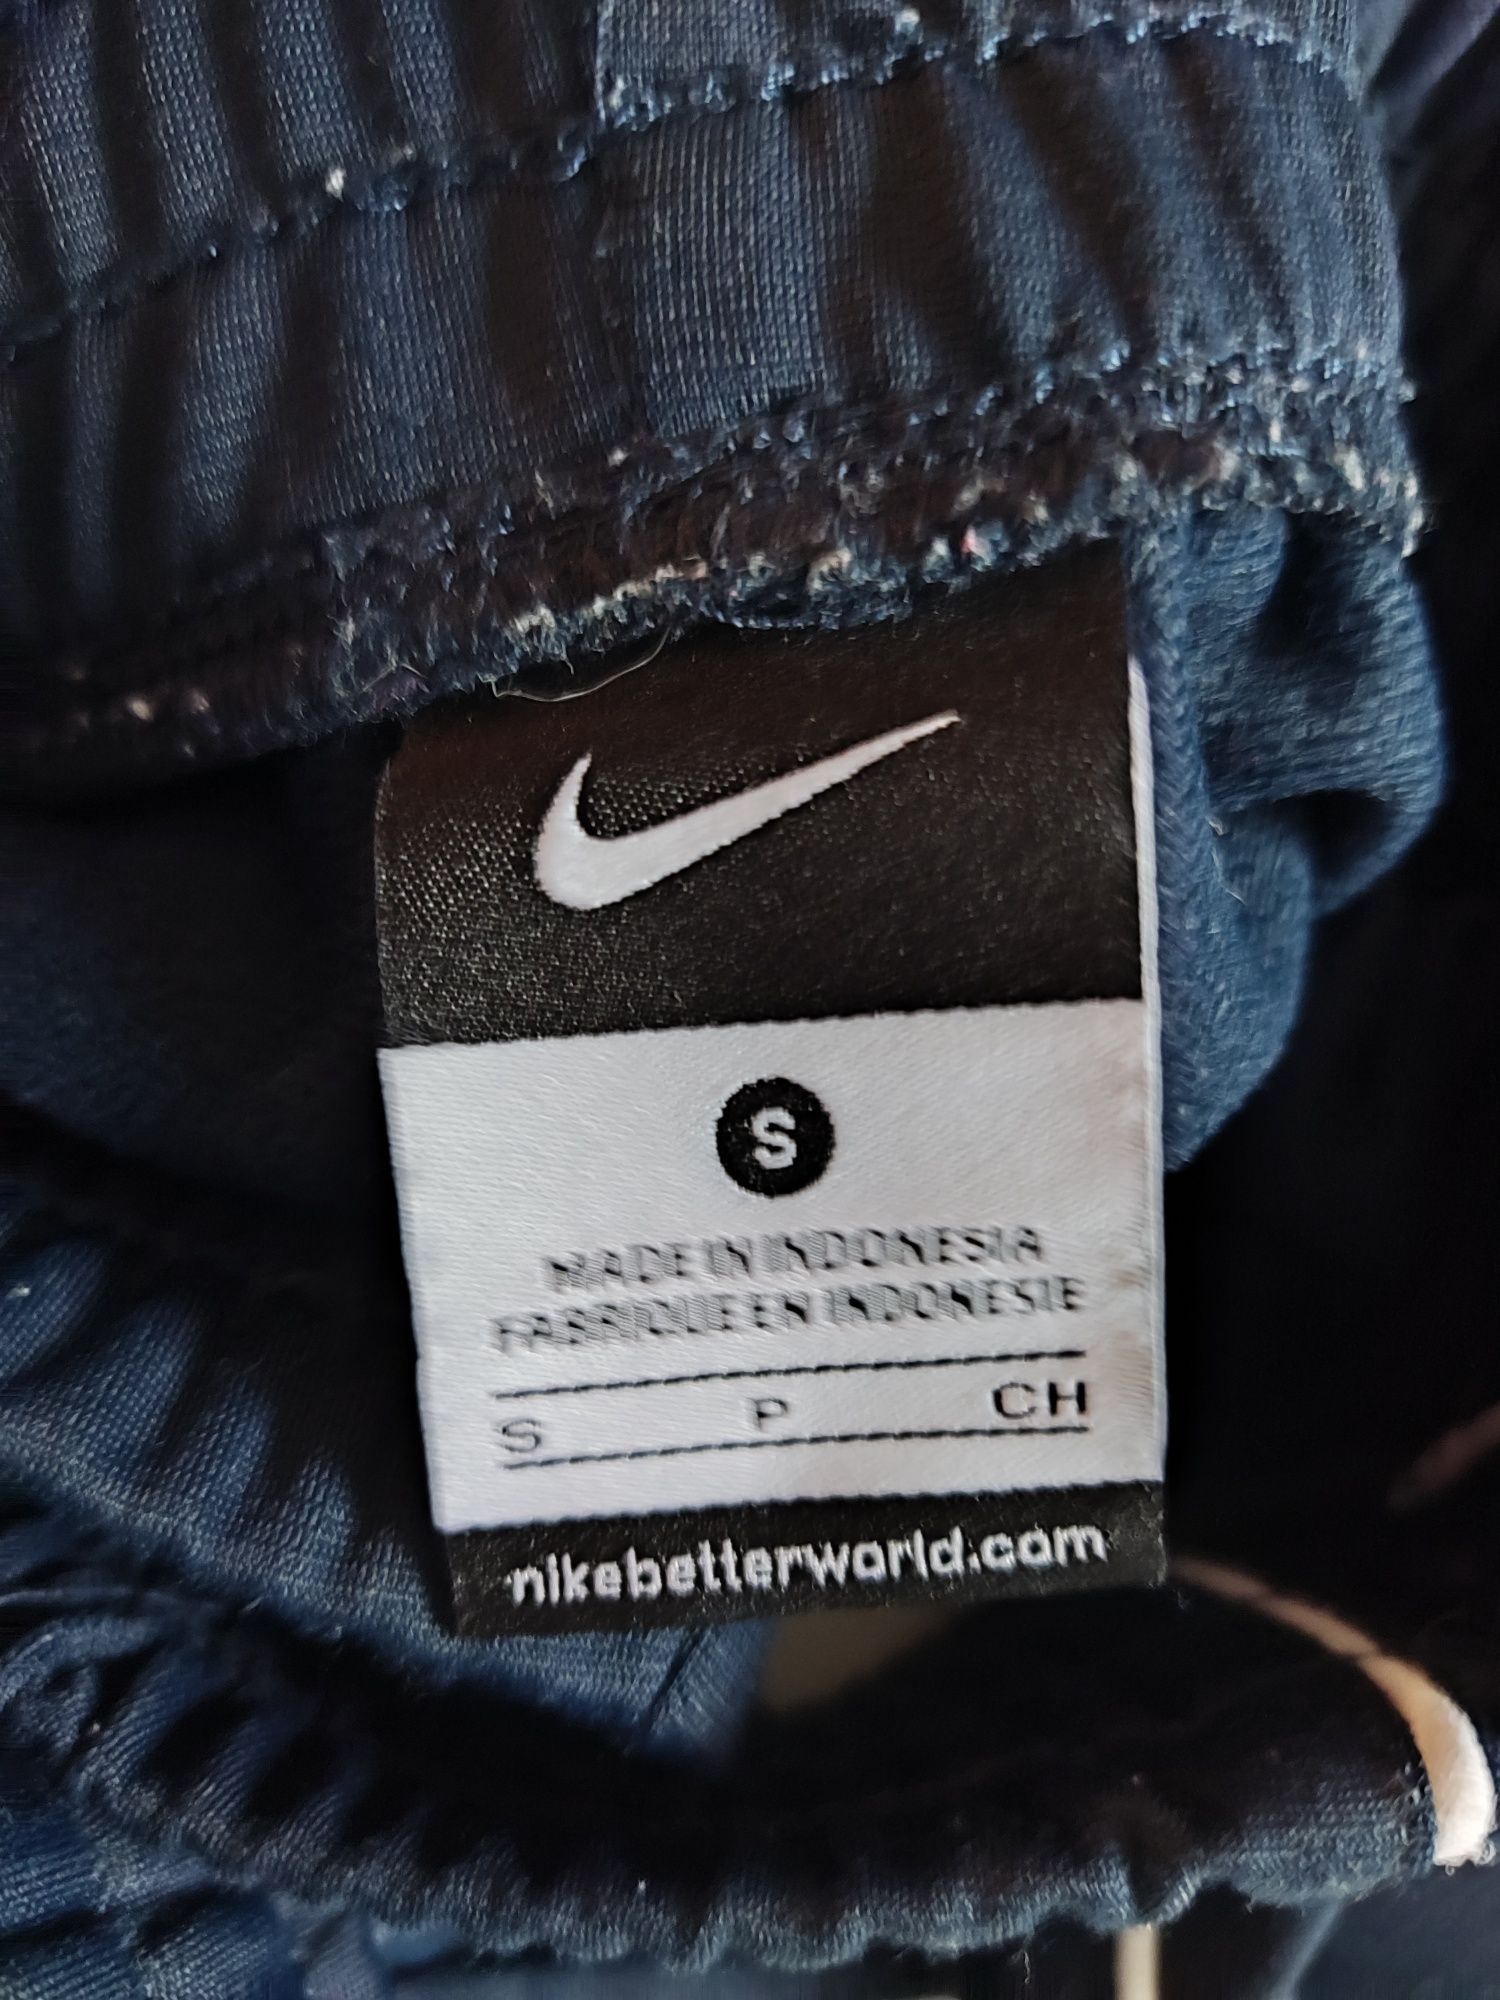 S
MADE IN INDONESIA
FABRIQUE EN INDONESIE
S P CH
nikebetterworld.com